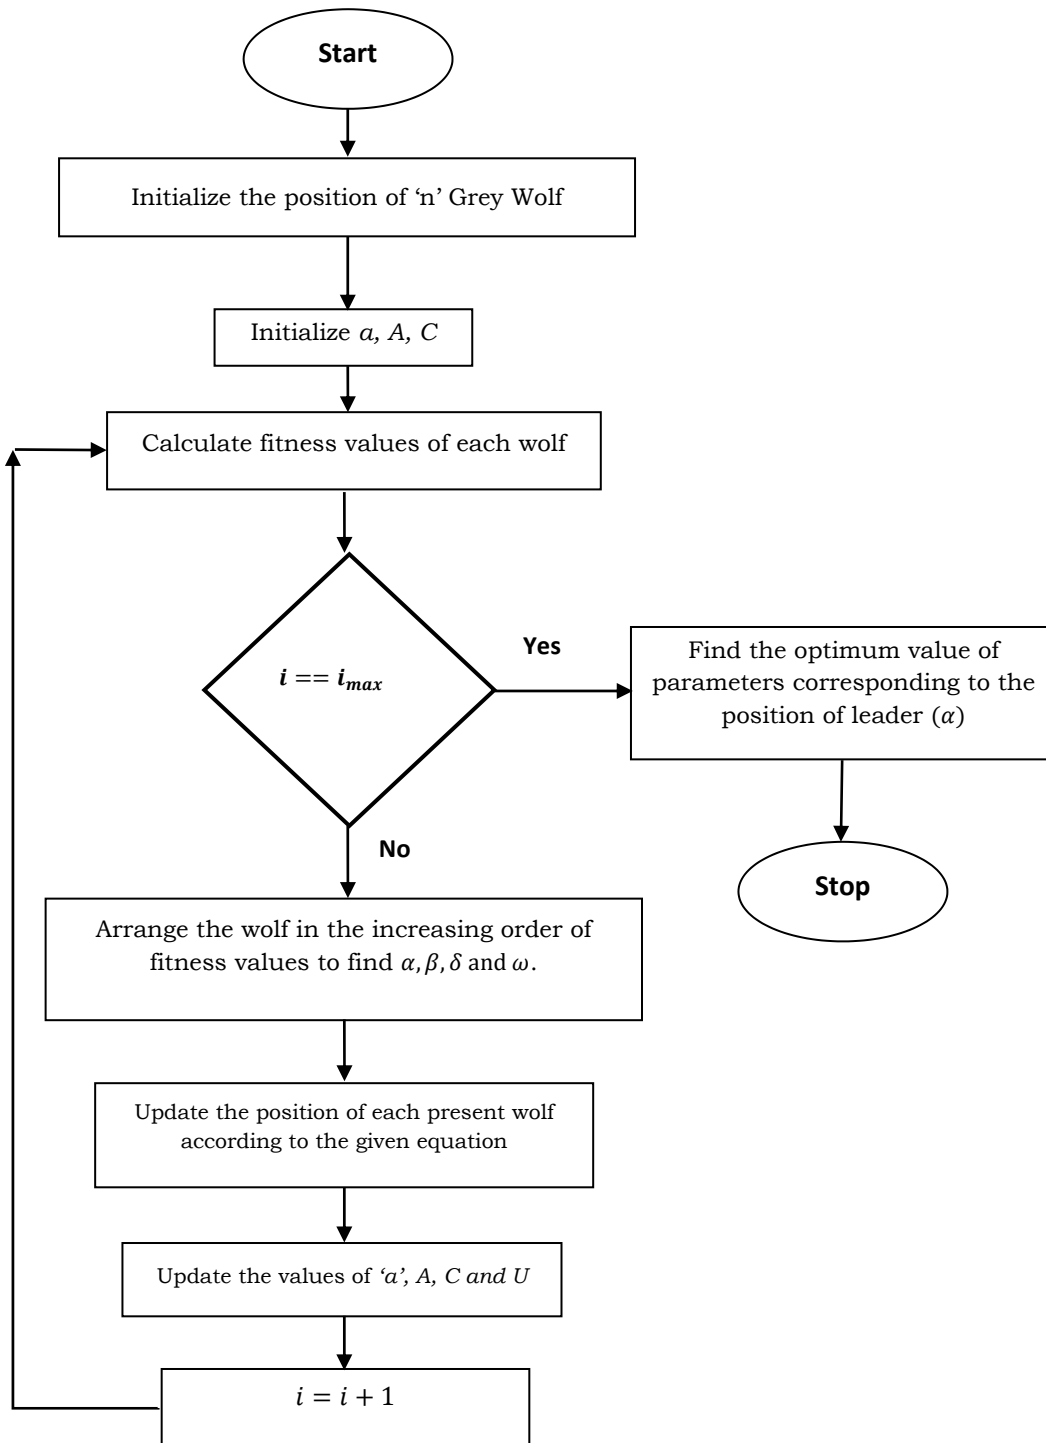 Start
Initialize the position of ‘n’ Grey Wolf
Initialize a, A, C
Calculate fitness values of each wolf
i == i_max
Yes
Find the optimum value of
parameters corresponding to the
position of leader (α)
No
Stop
Arrange the wolf in the increasing order of
fitness values to find α, β, δ and ω.
Update the position of each present wolf
according to the given equation
Update the values of ‘a’, A, C and U
i = i + 1